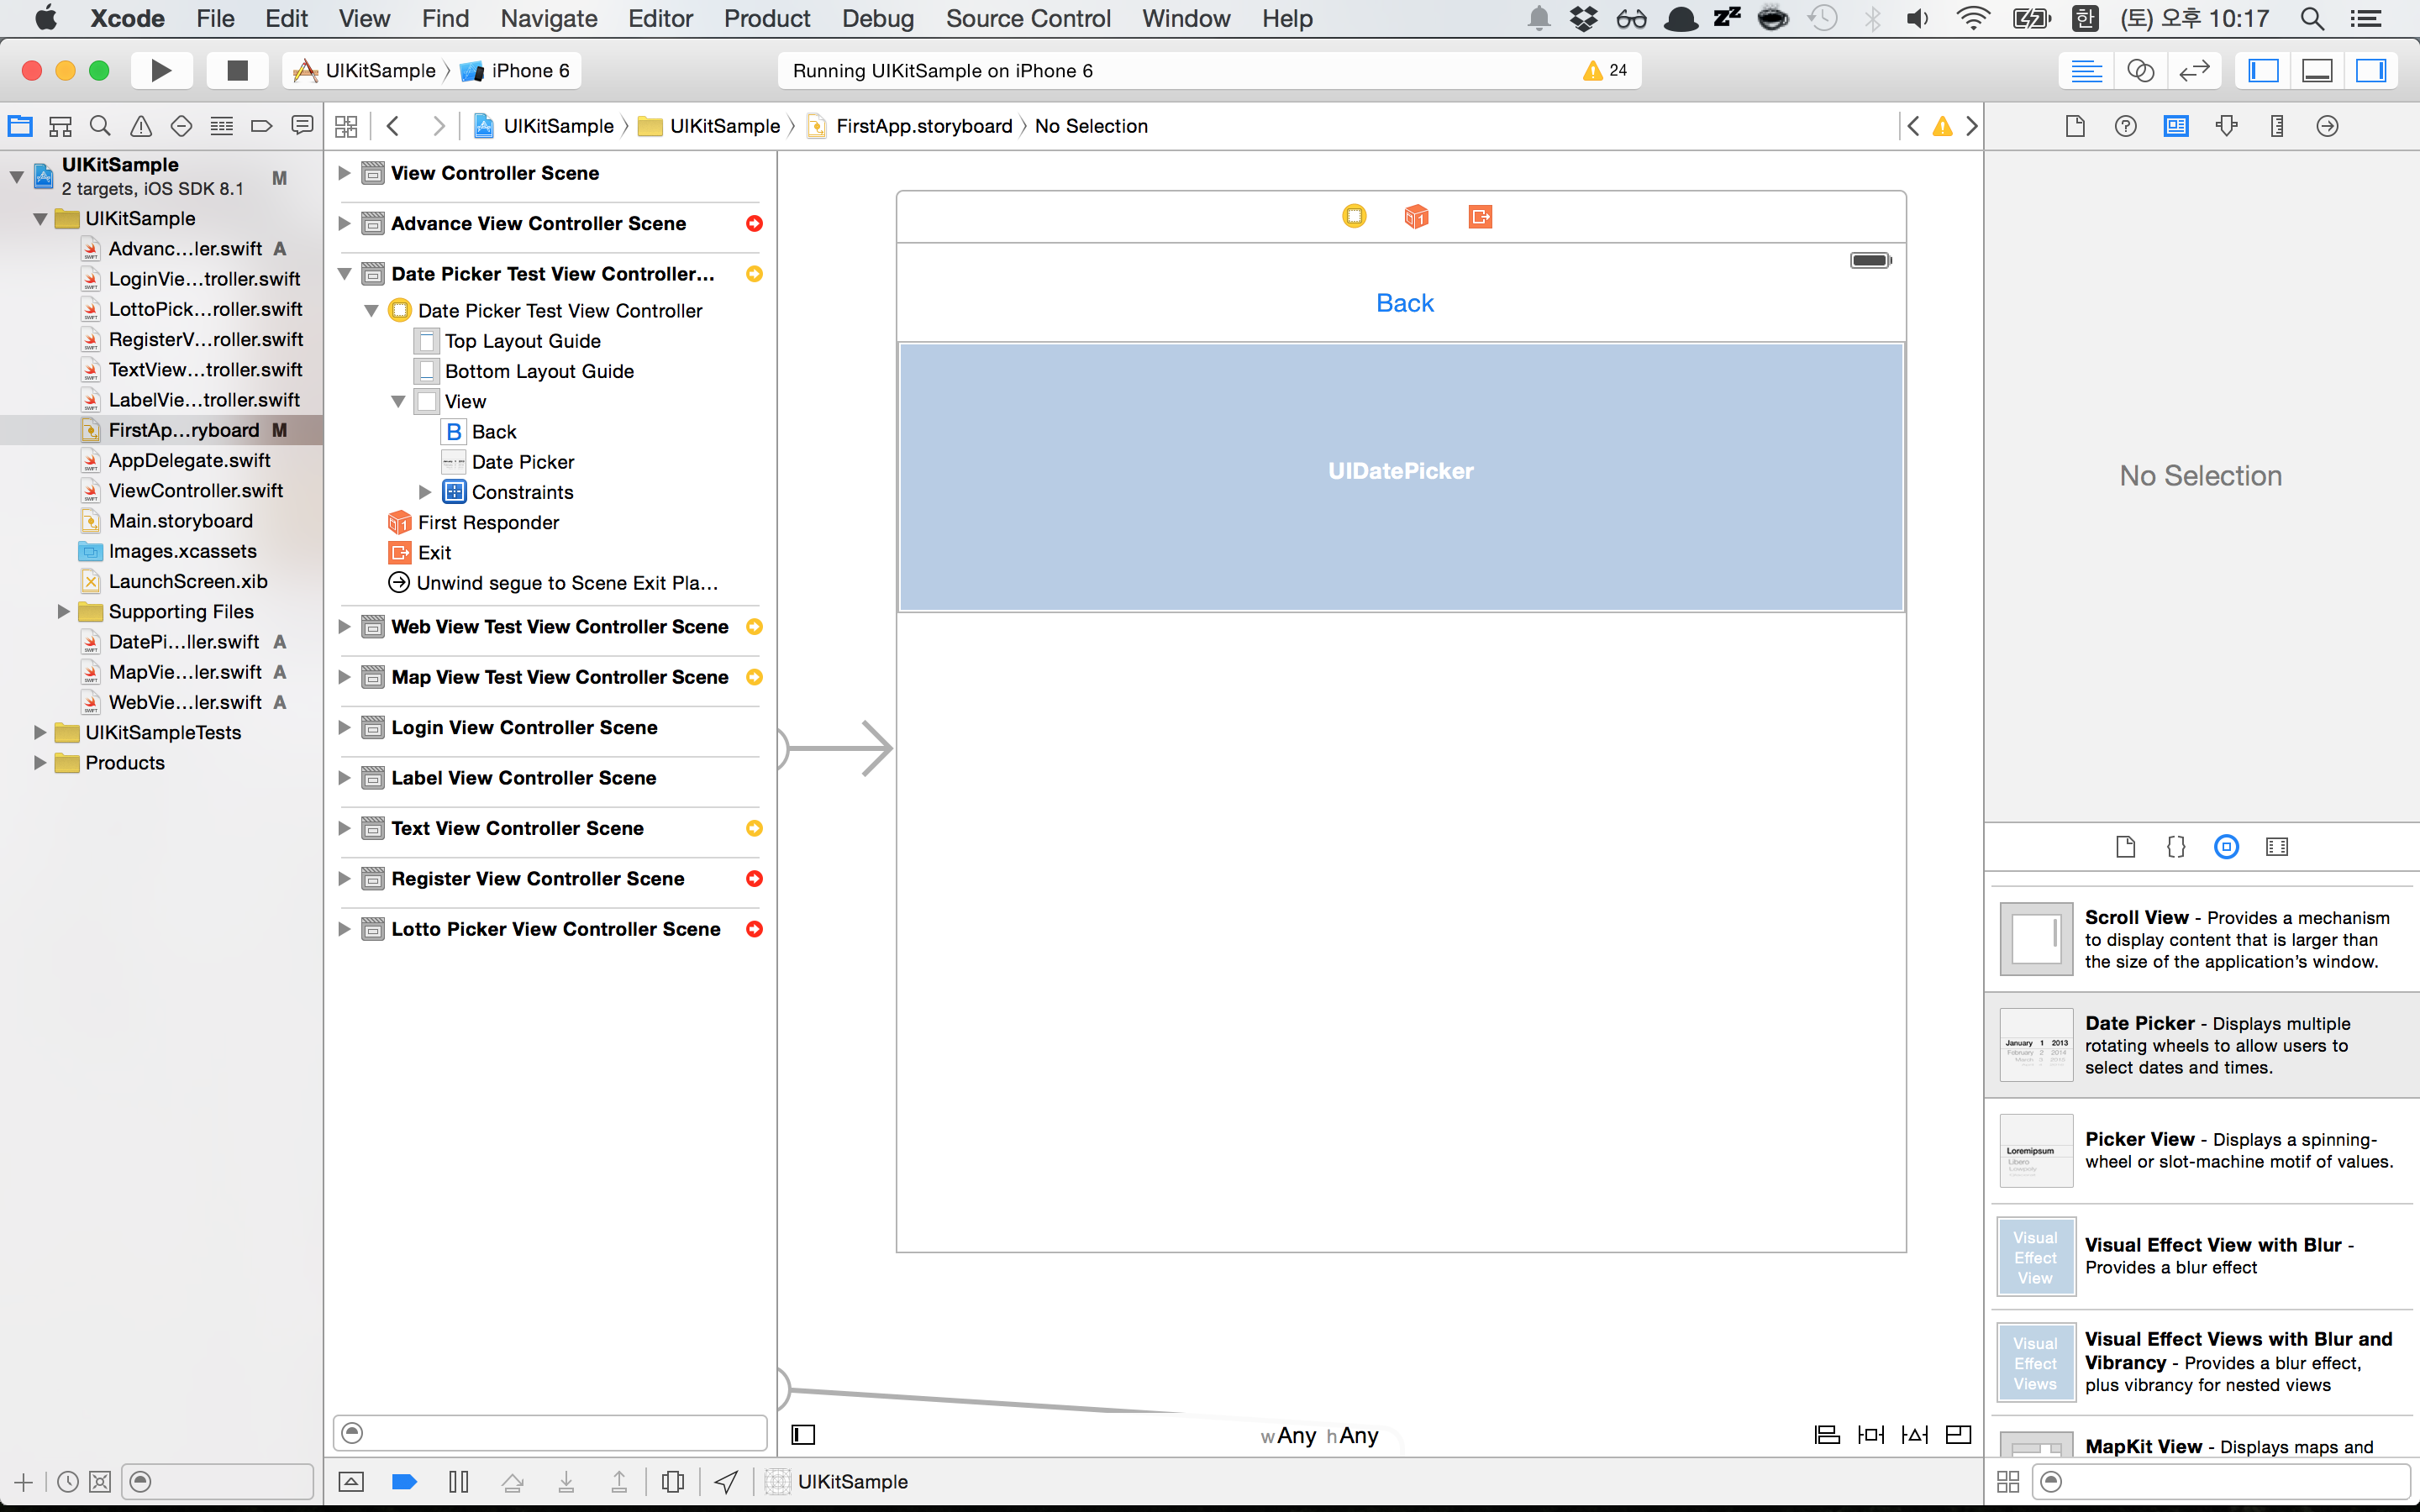 Xcode File Edit View Find Navigate Editor Product Debug Source Control Window Help
한 (토) 오후 10:17
UIKitSample iPhone 6
Running UIKitSample on iPhone 6
24
UIKitSample UIKitSample FirstApp.storyboard No Selection
UIKitSample
2 targets, iOS SDK 8.1
M
UIKitSample
Advanc...ler.swift A
LoginVie...troller.swift
LottoPick...roller.swift
RegisterV...roller.swift
TextView...troller.swift
LabelVie...troller.swift
FirstAp...ryboard M
AppDelegate.swift
ViewController.swift
Main.storyboard
Images.xcassets
LaunchScreen.xib
Supporting Files
DatePi...ller.swift A
MapVie...ler.swift A
WebVie...ler.swift A
UIKitSampleTests
Products
View Controller Scene
Advance View Controller Scene
Date Picker Test View Controller...
Date Picker Test View Controller
Top Layout Guide
Bottom Layout Guide
View
B Back
Date Picker
Constraints
First Responder
Exit
Unwind segue to Scene Exit Pla...
Web View Test View Controller Scene
Map View Test View Controller Scene
Login View Controller Scene
Label View Controller Scene
Text View Controller Scene
Register View Controller Scene
Lotto Picker View Controller Scene
Back
UIDatePicker
wAny hAny
UIKitSample
No Selection
Scroll View - Provides a mechanism
to display content that is larger than
the size of the application's window.
January 1 2013
February 2 2014
Date Picker - Displays multiple
rotating wheels to allow users to
select dates and times.
Loremipsum
Libero
Picker View - Displays a spinning-
wheel or slot-machine motif of values.
Visual
Effect
View
Visual Effect View with Blur -
Provides a blur effect
Visual
Effect
Views
Visual Effect Views with Blur and
Vibrancy - Provides a blur effect,
plus vibrancy for nested views
MapKit View - Displays maps and